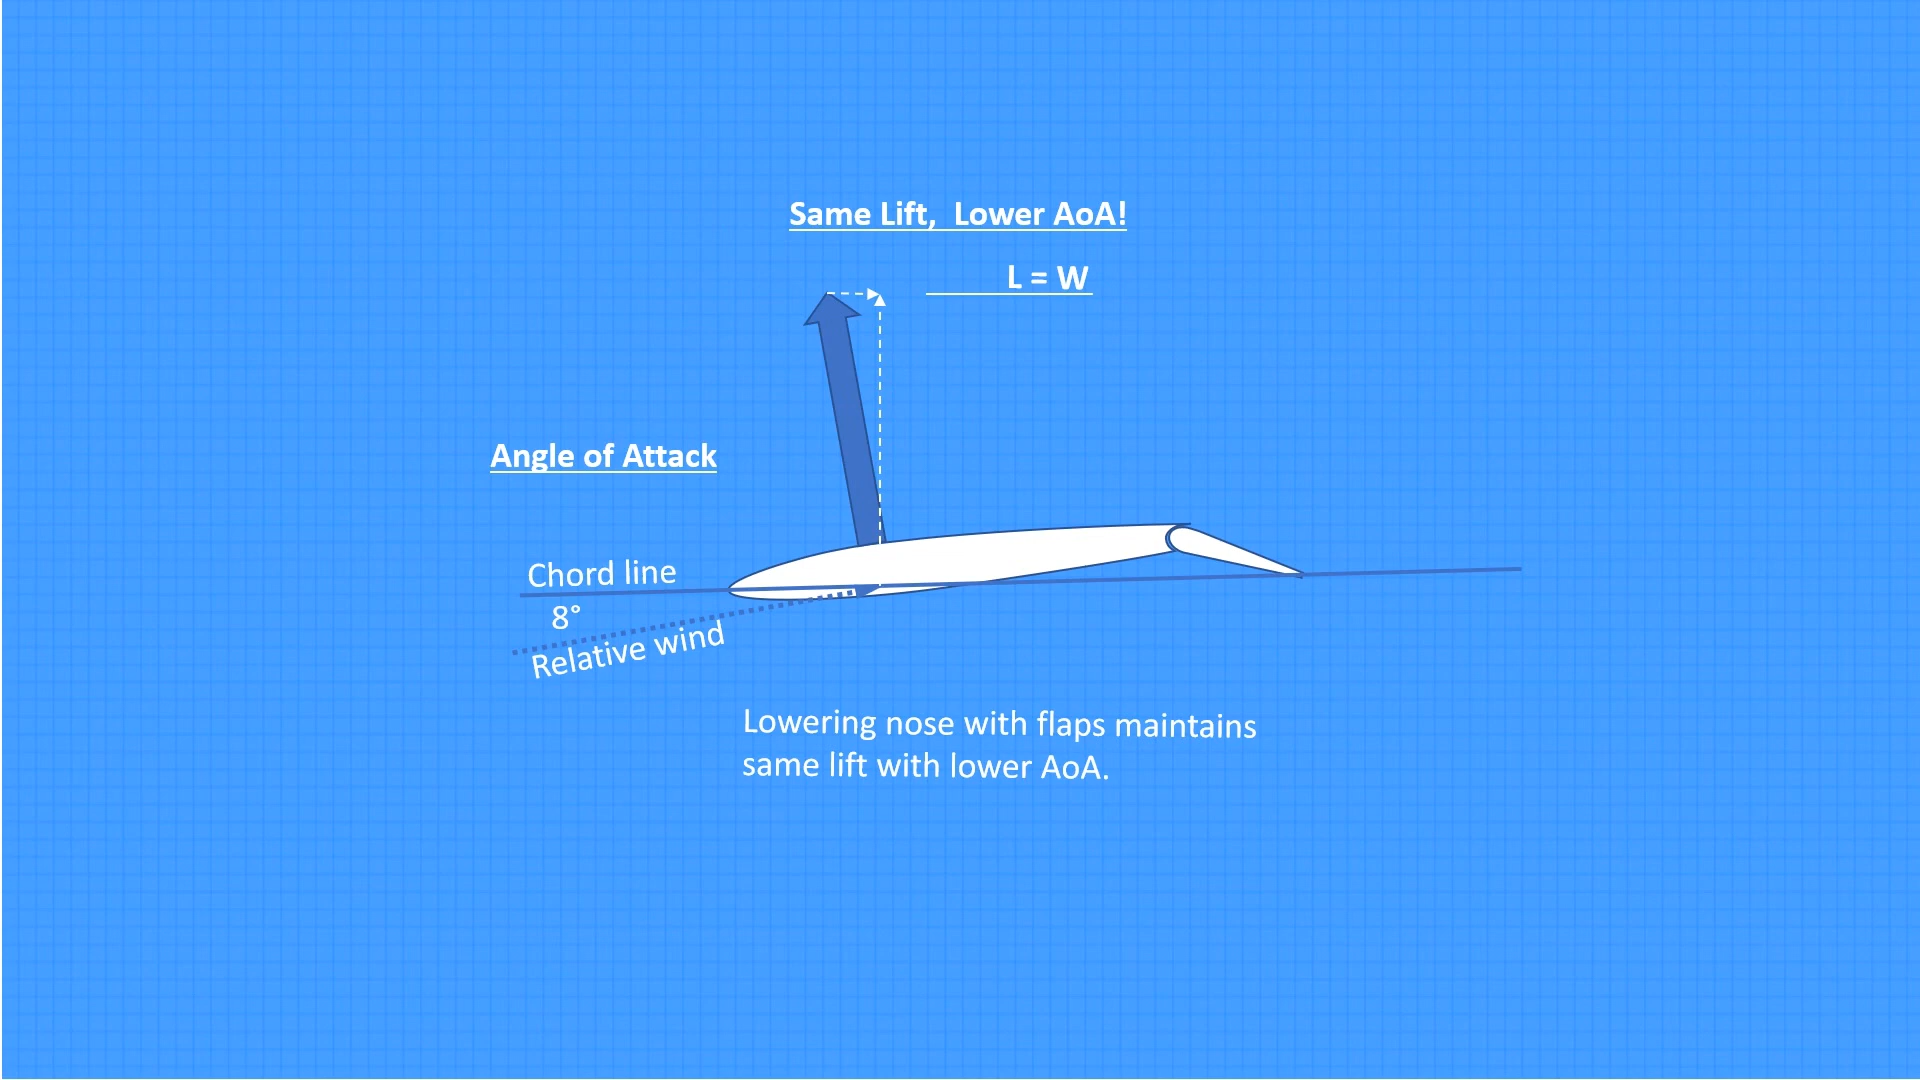 Same Lift,  Lower AoA!
L = W
Angle of Attack
Chord line
8°
Relative wind
Lowering nose with flaps maintains
same lift with lower AoA.